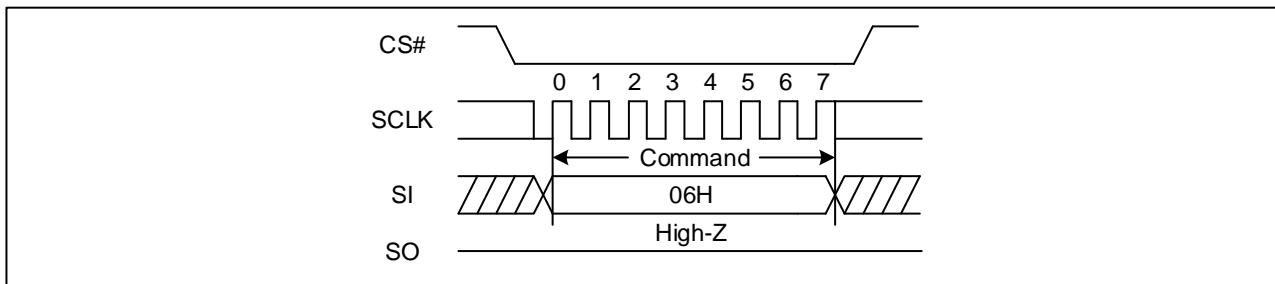 CS#
0 1 2 3 4 5 6 7
SCLK
Command
SI 06H
High-Z
SO